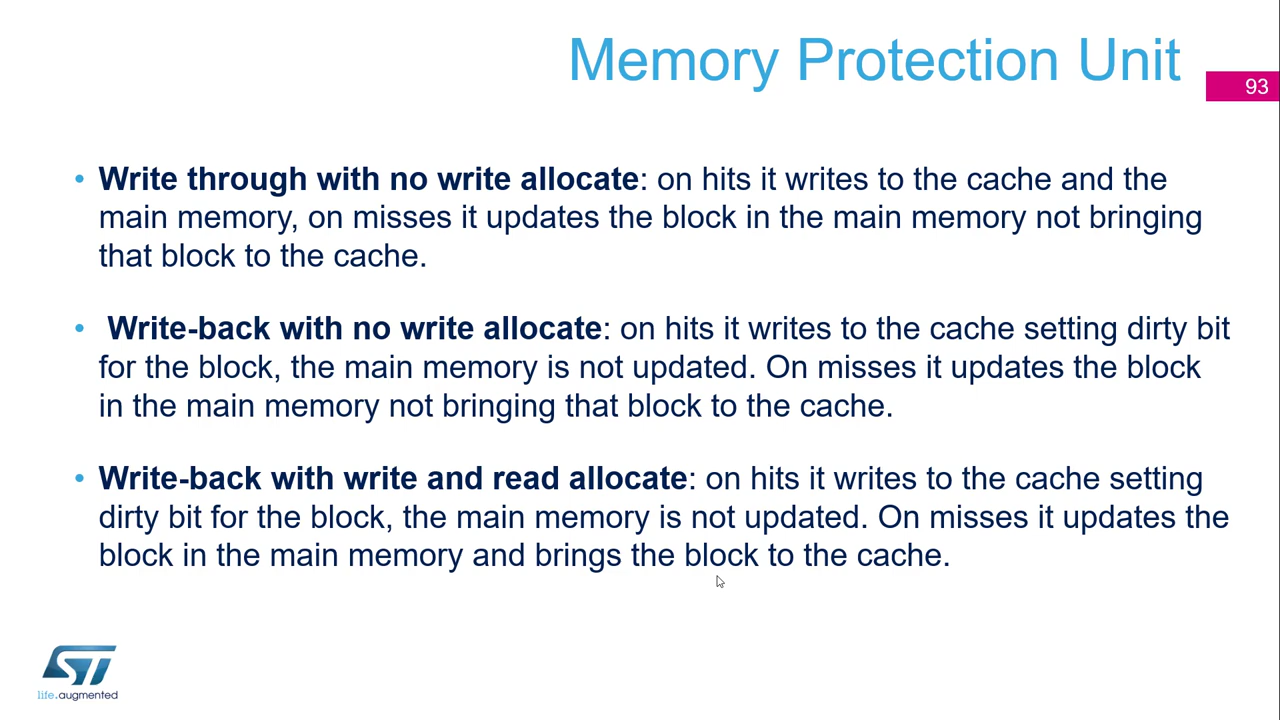 Memory Protection Unit
93
• Write through with no write allocate: on hits it writes to the cache and the
main memory, on misses it updates the block in the main memory not bringing
that block to the cache.
• Write-back with no write allocate: on hits it writes to the cache setting dirty bit
for the block, the main memory is not updated. On misses it updates the block
in the main memory not bringing that block to the cache.
• Write-back with write and read allocate: on hits it writes to the cache setting
dirty bit for the block, the main memory is not updated. On misses it updates the
block in the main memory and brings the block to the cache.
ST
life.augmented